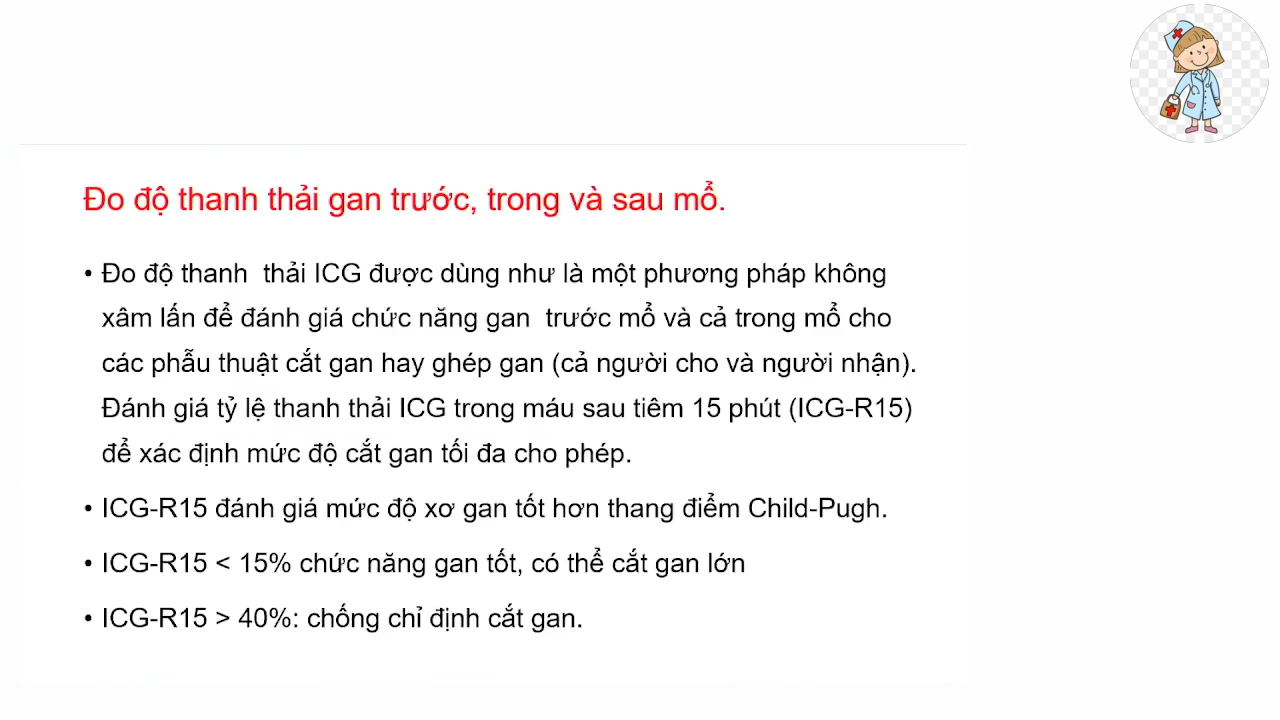 Đo độ thanh thải gan trước, trong và sau mổ.
• Đo độ thanh thải ICG được dùng như là một phương pháp không
xâm lấn để đánh giá chức năng gan trước mổ và cả trong mổ cho
các phẫu thuật cắt gan hay ghép gan (cả người cho và người nhận).
Đánh giá tỷ lệ thanh thải ICG trong máu sau tiêm 15 phút (ICG-R15)
để xác định mức độ cắt gan tối đa cho phép.
• ICG-R15 đánh giá mức độ xơ gan tốt hơn thang điểm Child-Pugh.
• ICG-R15 < 15% chức năng gan tốt, có thể cắt gan lớn
• ICG-R15 > 40%: chống chỉ định cắt gan.